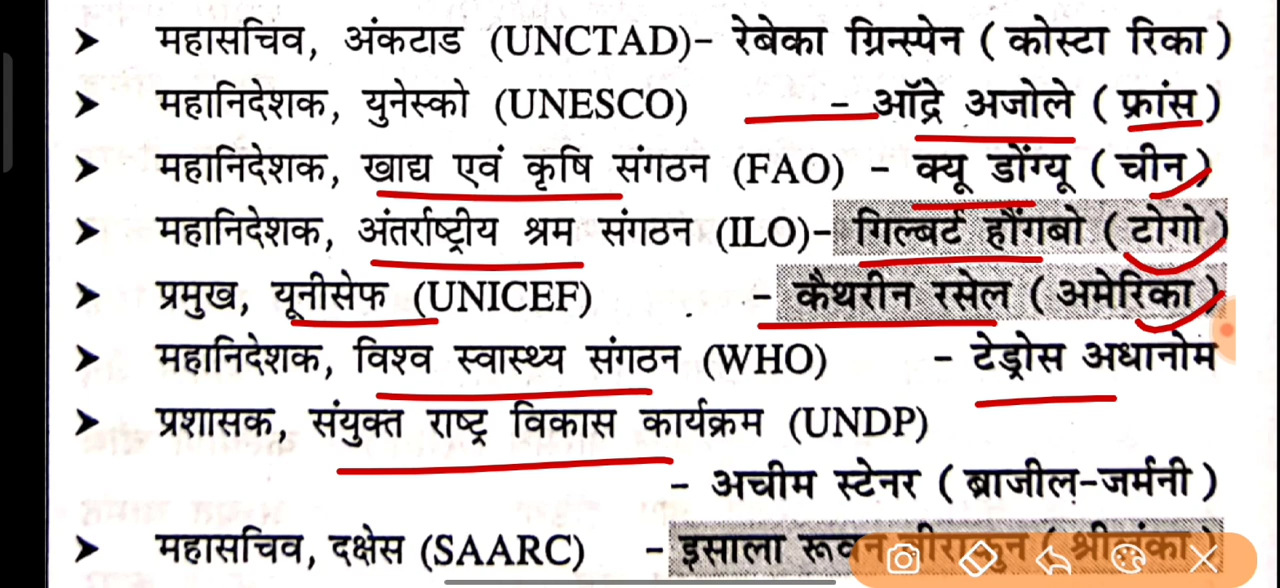 ➤ महासचिव, अंकटाड (UNCTAD)- रेबेका ग्रिन्स्पेन ( कोस्टा रिका )
➤ महानिदेशक, युनेस्को (UNESCO) - ऑद्रे अजोले ( फ्रांस )
➤ महानिदेशक, खाद्य एवं कृषि संगठन (FAO) - क्यू डोंग्यू ( चीन )
➤ महानिदेशक, अंतर्राष्ट्रीय श्रम संगठन (ILO)- गिल्बर्ट हौंगबो ( टोगो )
➤ प्रमुख, यूनीसेफ (UNICEF) - कैथरीन रसेल ( अमेरिका )
➤ महानिदेशक, विश्व स्वास्थ्य संगठन (WHO) - टेड्रोस अधानोम
➤ प्रशासक, संयुक्त राष्ट्र विकास कार्यक्रम (UNDP)
- अचीम स्टेनर ( ब्राजील-जर्मनी )
➤ महासचिव, दक्षेस (SAARC) - इसाला रूवन वीराकुन ( श्रीलंका )